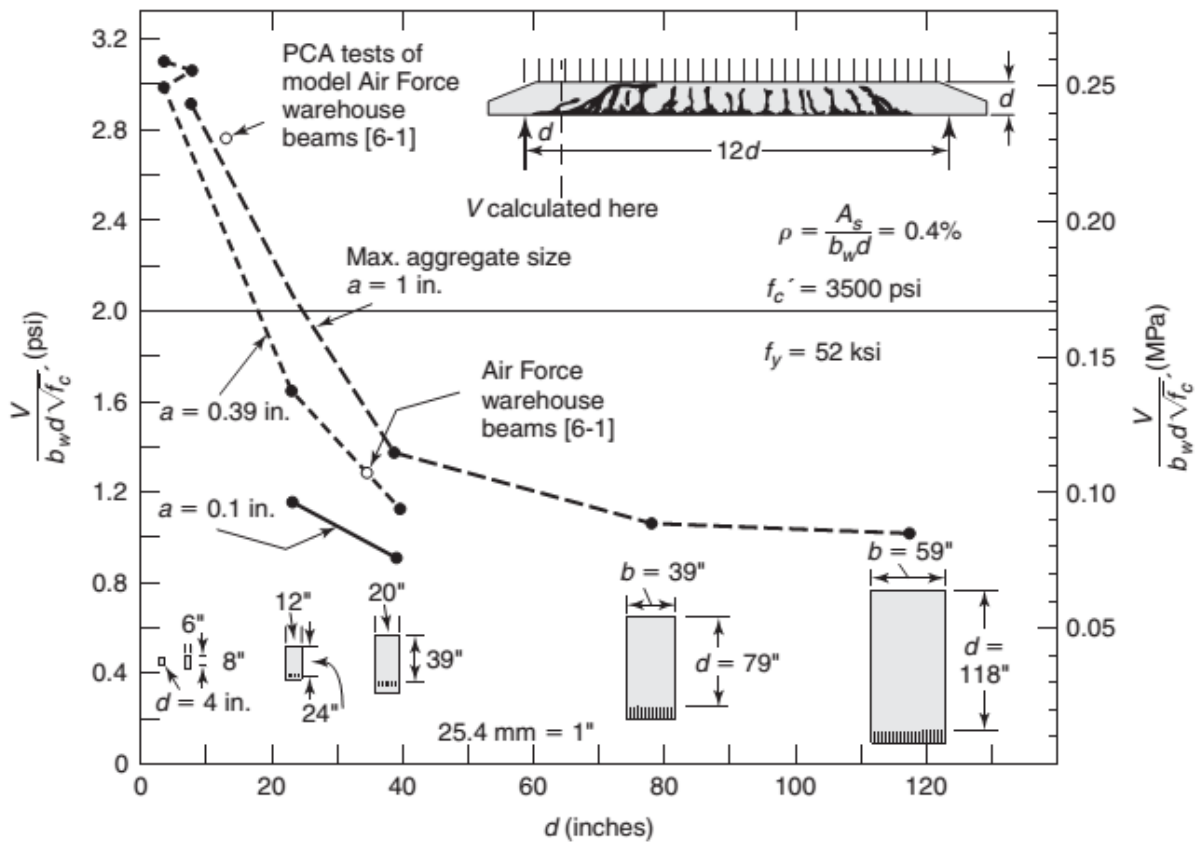 3.2
2.8
2.4
2.0
1.6
1.2
0.8
0.4
0
V
b_w d√f_c´ (psi)
PCA tests of
model Air Force
warehouse
beams [6-1]
d
d
12d
V calculated here
ρ = A_s / b_w d = 0.4%
f_c´ = 3500 psi
f_y = 52 ksi
Max. aggregate size
a = 1 in.
a = 0.39 in.
Air Force
warehouse
beams [6-1]
a = 0.1 in.
6"
8"
d = 4 in.
12"
24"
20"
39"
25.4 mm = 1"
b = 39"
d = 79"
b = 59"
d =
118"
0.25
0.20
0.15
0.10
0.05
V
b_w d√f_c´ (MPa)
0 20 40 60 80 100 120
d (inches)